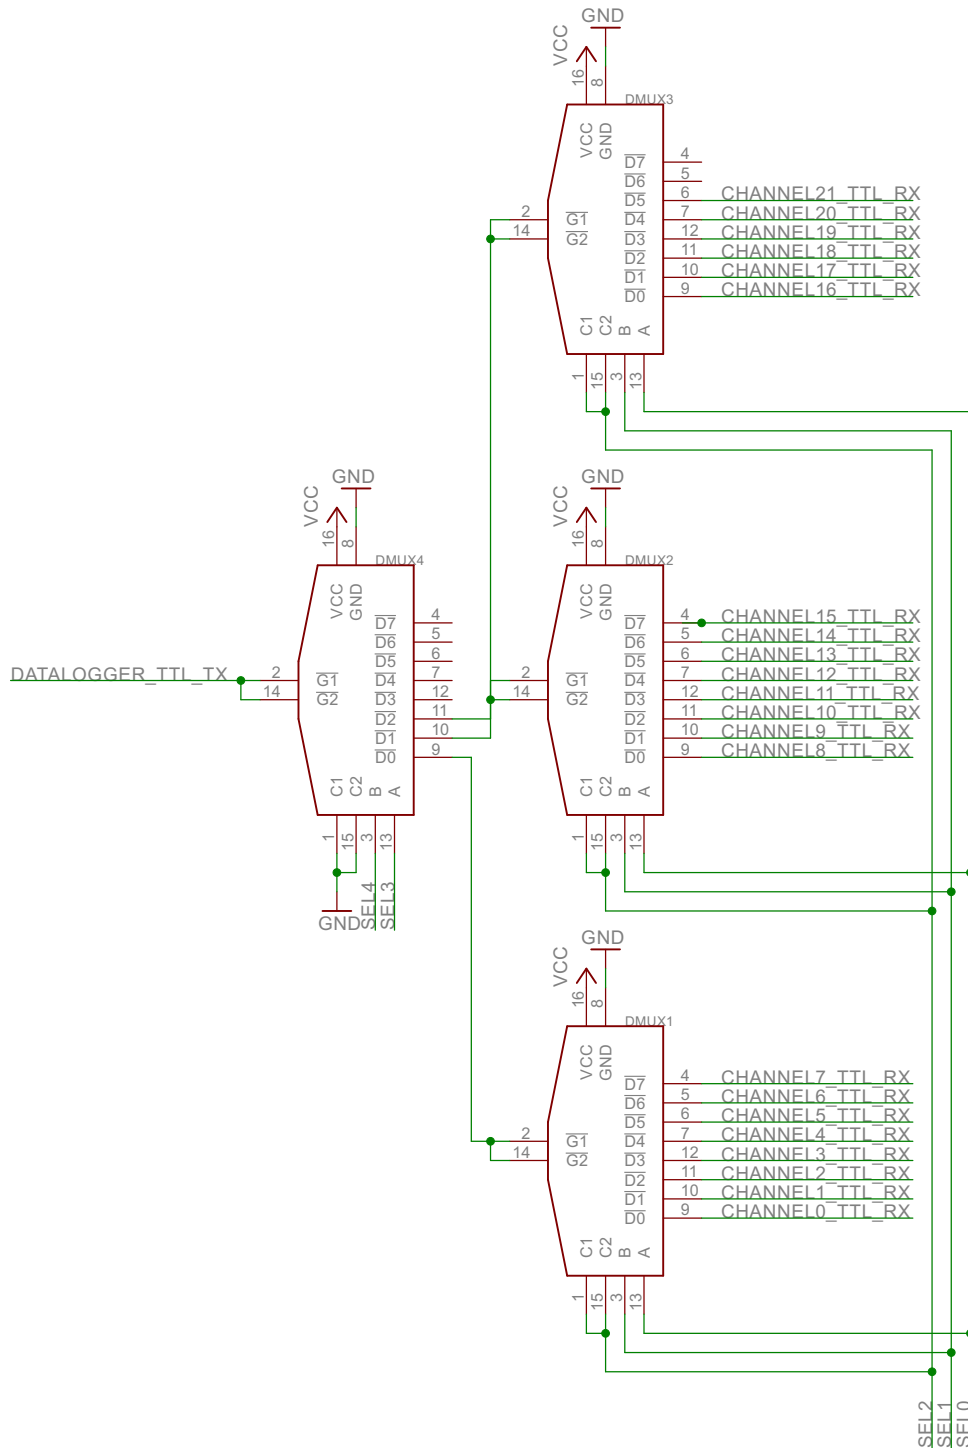 GND
VCC
16
8
DMUX3
VCC
GND
D7 4
D6 5
D5 6 CHANNEL21_TTL_RX
2 G1 D4 7 CHANNEL20_TTL_RX
14 G2 D3 12 CHANNEL19_TTL_RX
D2 11 CHANNEL18_TTL_RX
D1 10 CHANNEL17_TTL_RX
D0 9 CHANNEL16_TTL_RX
C1 C2 B A
1 15 3 13
GND
VCC
16
8
DMUX4
VCC
GND
D7 4
D6 5
D5 6
DATALOGGER_TTL_TX 2 G1 D4 7
14 G2 D3 12
D2 11
D1 10
D0 9
C1 C2 B A
1 15 3 13
GND
SEL4
SEL3
GND
VCC
16
8
DMUX2
VCC
GND
D7 4 CHANNEL15_TTL_RX
D6 5 CHANNEL14_TTL_RX
D5 6 CHANNEL13_TTL_RX
2 G1 D4 7 CHANNEL12_TTL_RX
14 G2 D3 12 CHANNEL11_TTL_RX
D2 11 CHANNEL10_TTL_RX
D1 10 CHANNEL9_TTL_RX
D0 9 CHANNEL8_TTL_RX
C1 C2 B A
1 15 3 13
GND
VCC
16
8
DMUX1
VCC
GND
D7 4 CHANNEL7_TTL_RX
D6 5 CHANNEL6_TTL_RX
D5 6 CHANNEL5_TTL_RX
2 G1 D4 7 CHANNEL4_TTL_RX
14 G2 D3 12 CHANNEL3_TTL_RX
D2 11 CHANNEL2_TTL_RX
D1 10 CHANNEL1_TTL_RX
D0 9 CHANNEL0_TTL_RX
C1 C2 B A
1 15 3 13
SEL2
SEL1
SEL0